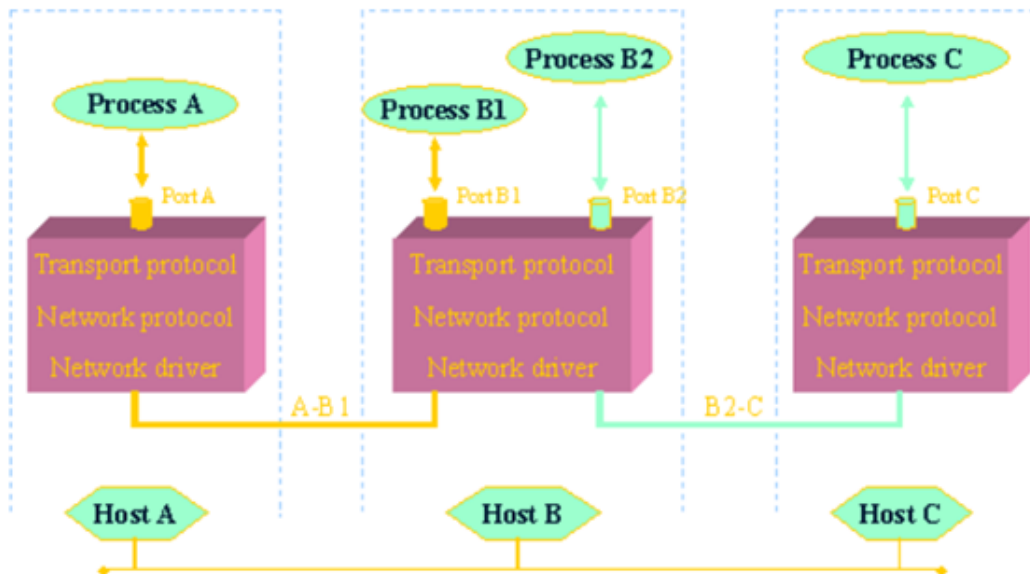 Process A
Process B1
Process B2
Process C
Port A
Port B1
Port B2
Port C
Transport protocol
Network protocol
Network driver
Transport protocol
Network protocol
Network driver
Transport protocol
Network protocol
Network driver
A-B1
B2-C
Host A
Host B
Host C